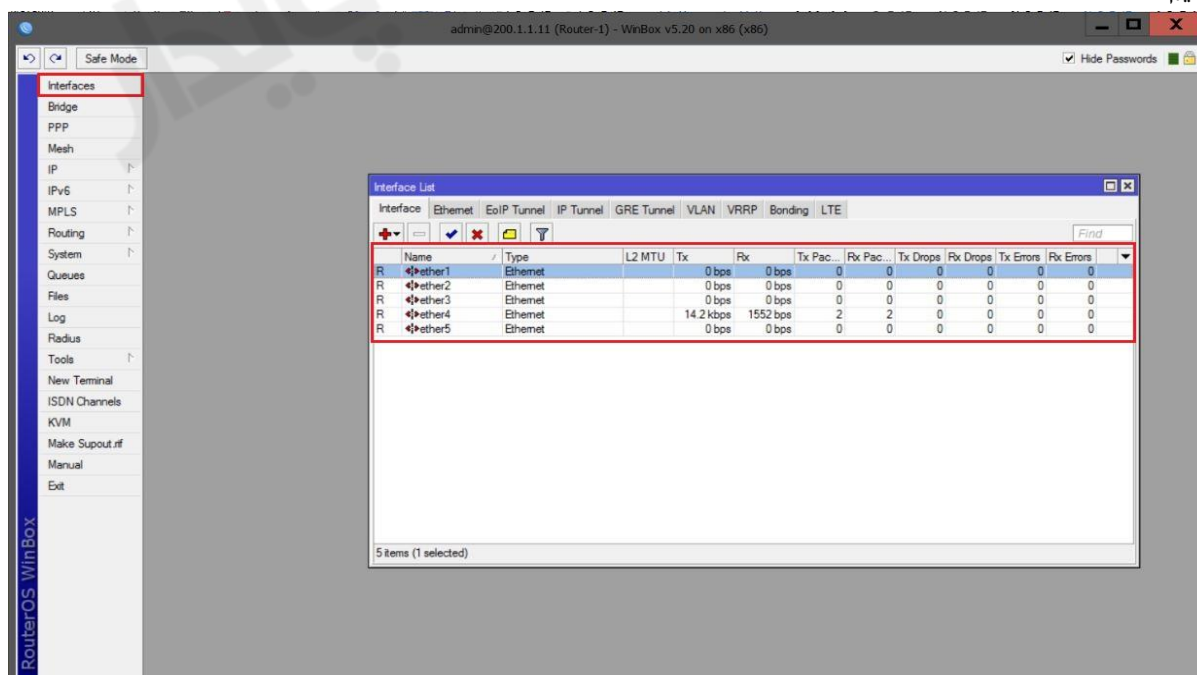 admin@200.1.1.11 (Router-1) - WinBox v5.20 on x86 (x86)
Safe Mode
Hide Passwords
Interfaces
Bridge
PPP
Mesh
IP
IPv6
MPLS
Routing
System
Queues
Files
Log
Radius
Tools
New Terminal
ISDN Channels
KVM
Make Supout.rif
Manual
Exit
RouterOS WinBox
Interface List
Interface Ethernet EoIP Tunnel IP Tunnel GRE Tunnel VLAN VRRP Bonding LTE
Find
Name Type L2 MTU Tx Rx Tx Pac... Rx Pac... Tx Drops Rx Drops Tx Errors Rx Errors
R ether1 Ethernet 0 bps 0 bps 0 0 0 0 0 0
R ether2 Ethernet 0 bps 0 bps 0 0 0 0 0 0
R ether3 Ethernet 0 bps 0 bps 0 0 0 0 0 0
R ether4 Ethernet 14.2 kbps 1552 bps 2 2 0 0 0 0
R ether5 Ethernet 0 bps 0 bps 0 0 0 0 0 0
5 items (1 selected)